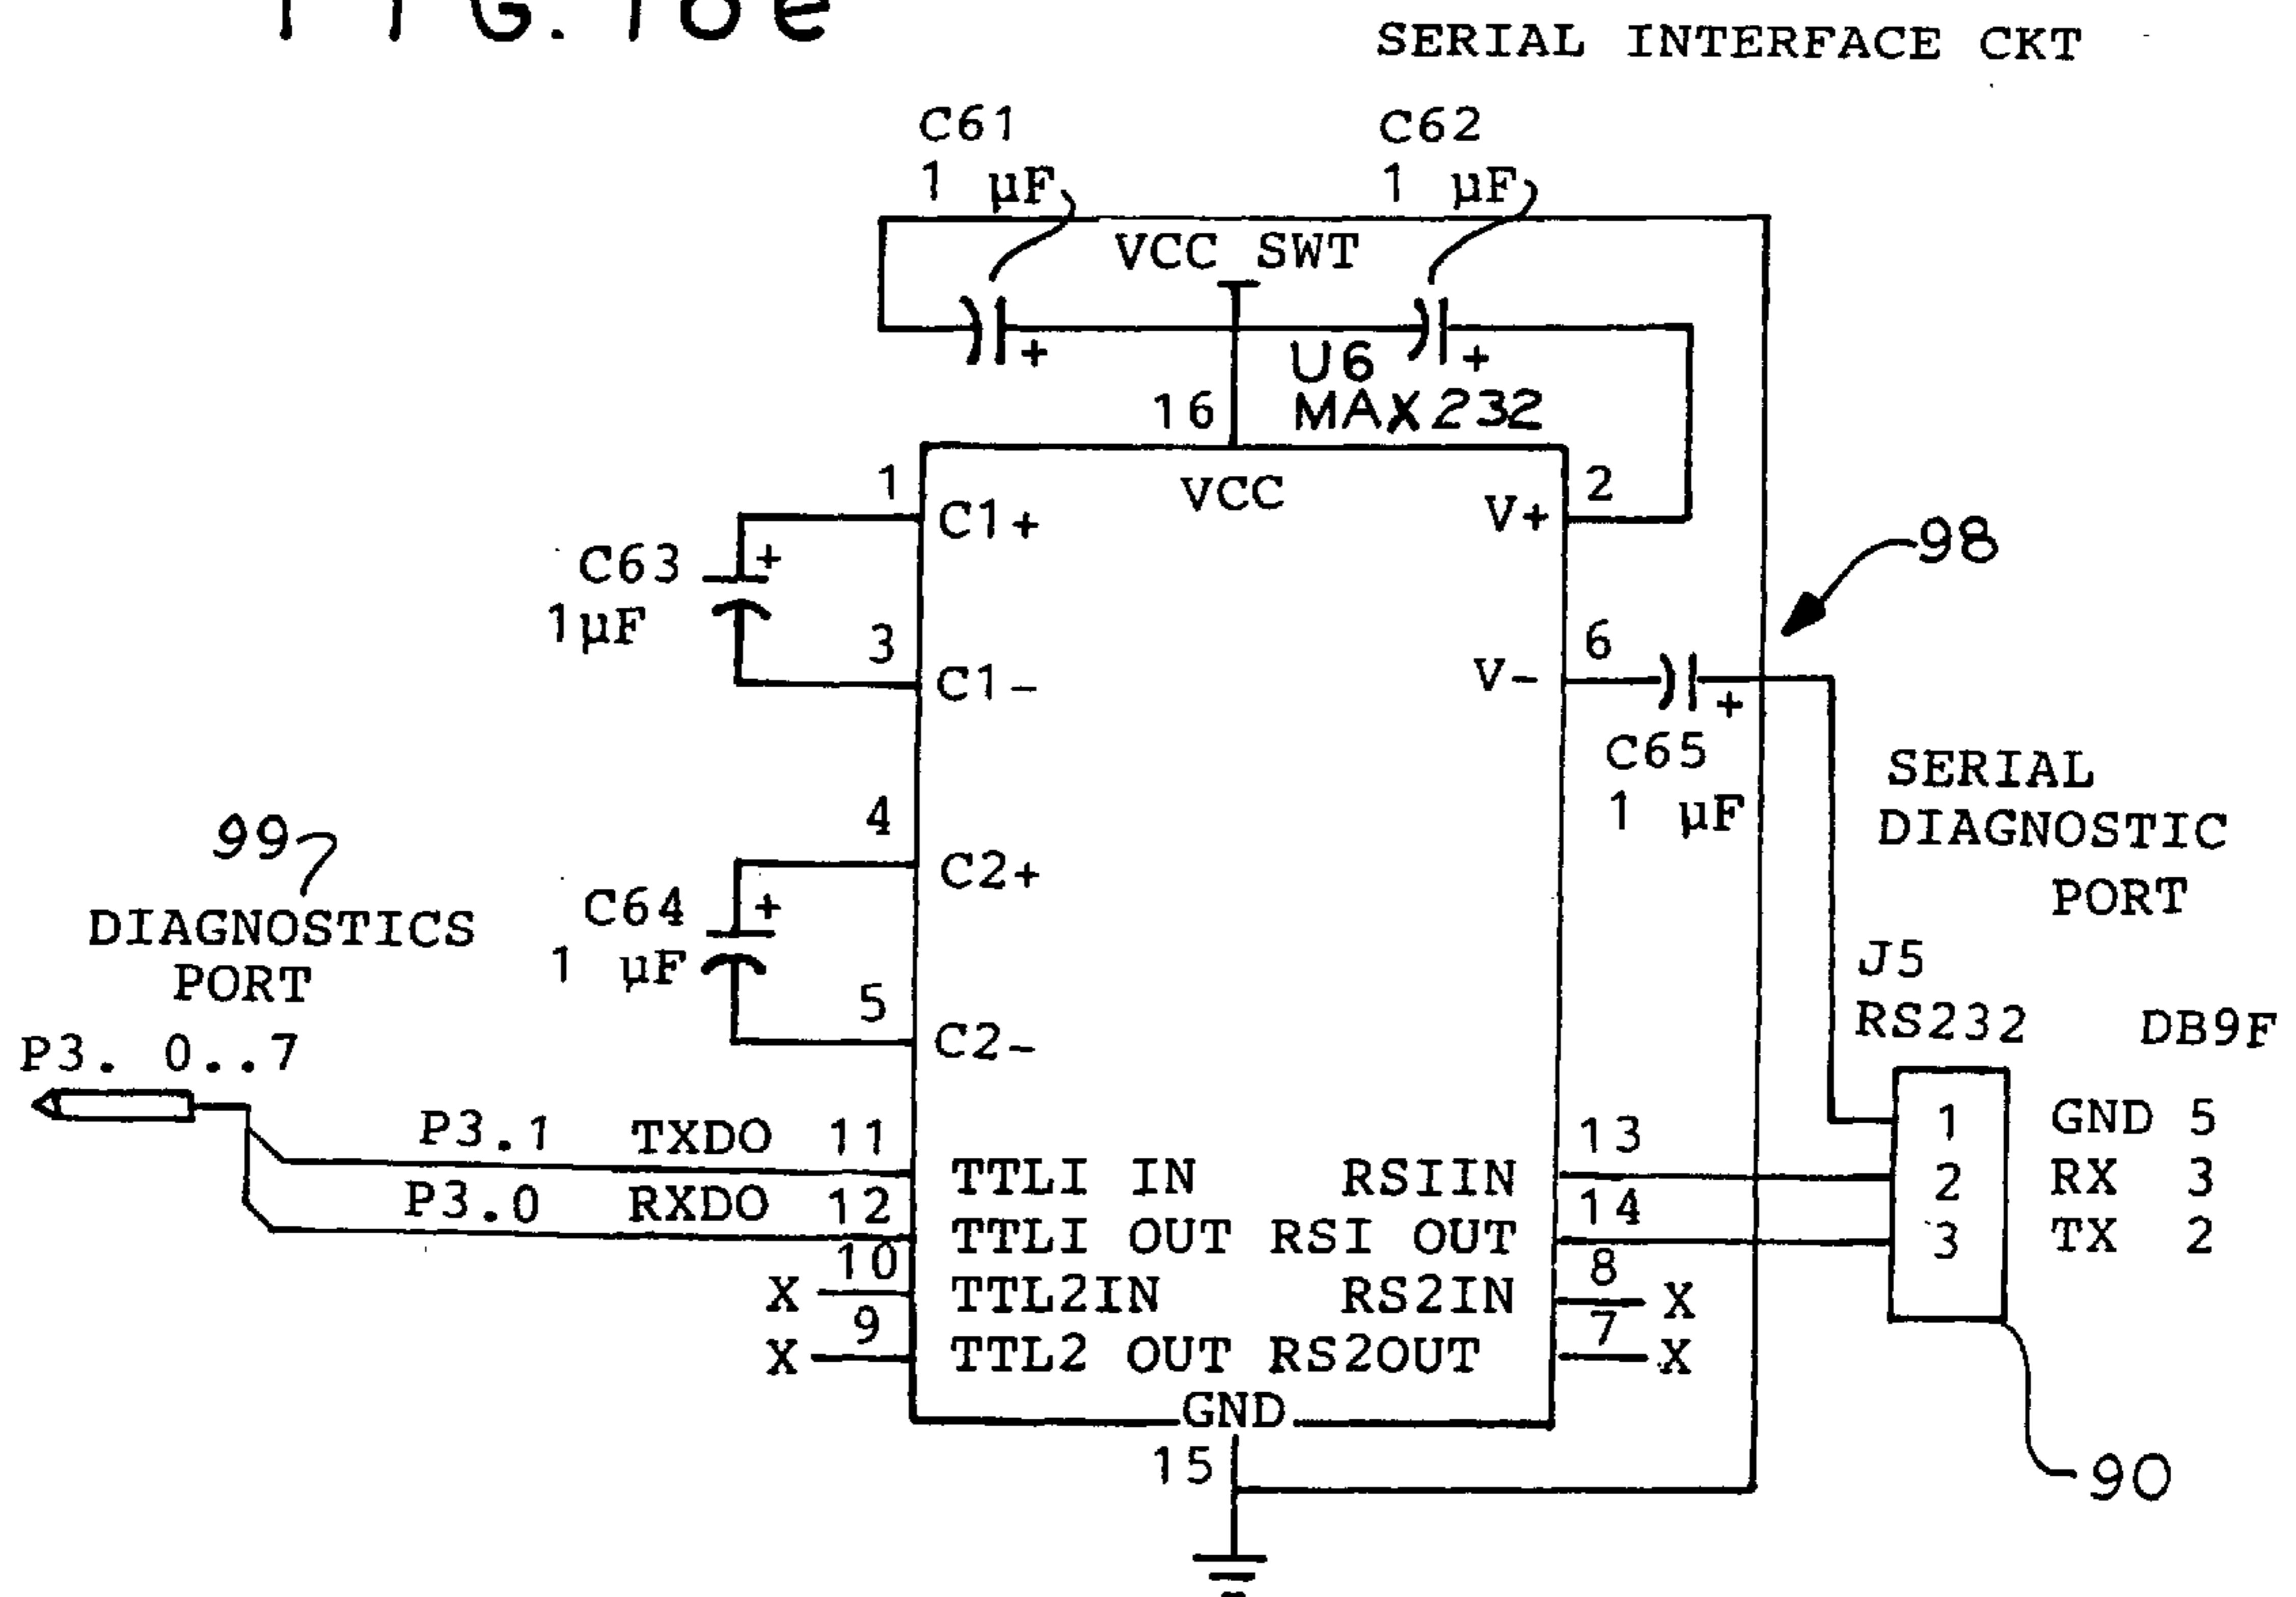 FIG. 10e
SERIAL INTERFACE CKT
C61
1 µF
C62
1 µF
VCC SWT
U6
MAX232
16
VCC
1
C1+
2
V+
C63
+
1µF
3
C1-
98
6
V-
+
C65
1 µF
4
C2+
C64
+
1 µF
5
C2-
+
+
99
DIAGNOSTICS
PORT
P3. 0..7
SERIAL
DIAGNOSTIC
PORT
J5
RS232 DB9F
P3.1 TXDO 11
TTLI IN RSIIN
13
1 GND 5
P3.0 RXDO 12
TTLI OUT RSI OUT
14
2 RX 3
3 TX 2
10
X TTL2IN RS2IN
8
X
9
X TTL2 OUT RS2OUT
7
X
GND
15
90